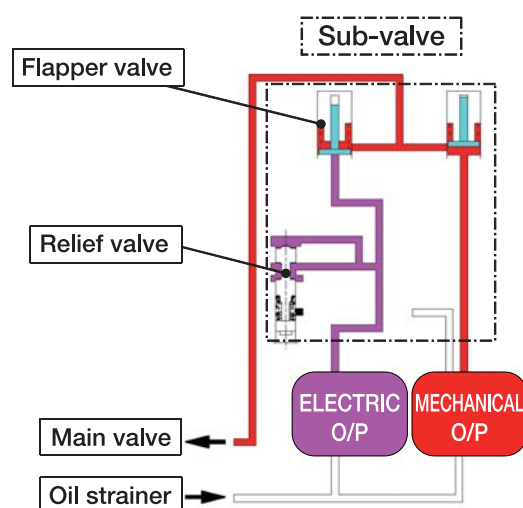 Sub-valve
Flapper valve
Relief valve
ELECTRIC
O/P
MECHANICAL
O/P
Main valve
Oil strainer